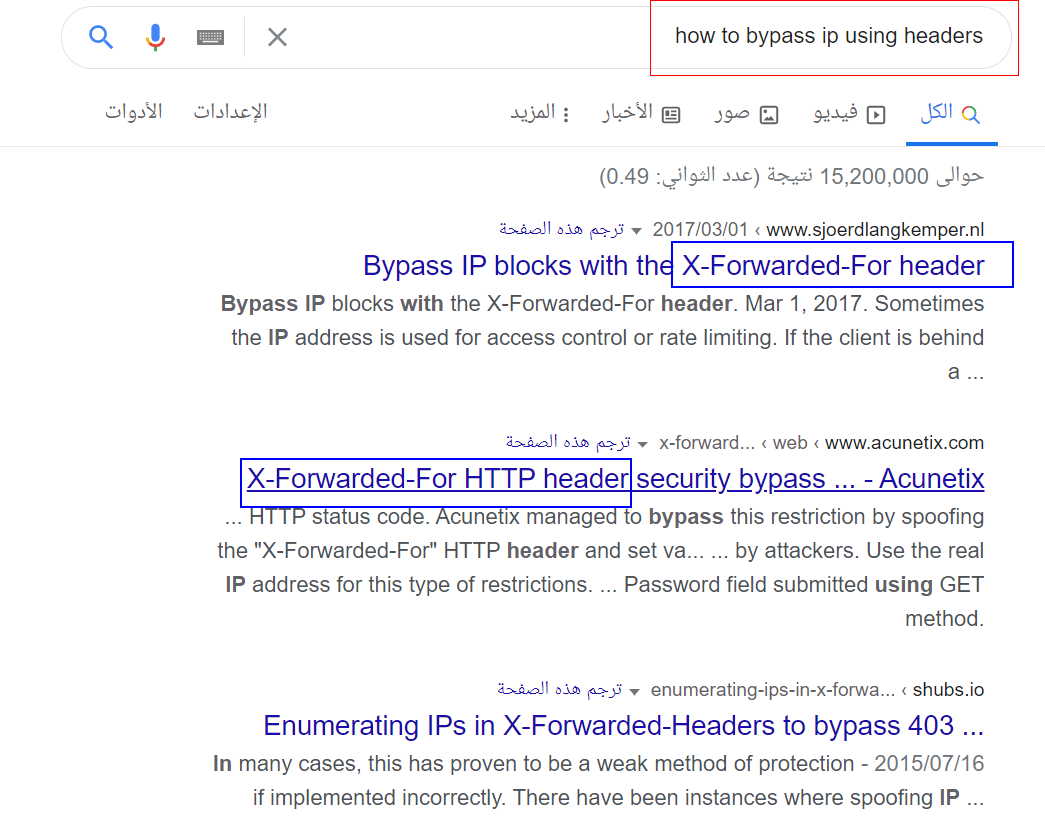 how to bypass ip using headers
الكل فيديو صور الأخبار المزيد الإعدادات الأدوات
حوالى 15,200,000 نتيجة (عدد الثواني: 0.49)
www.sjoerdlangkemper.nl › 2017/03/01 ترجم هذه الصفحة
Bypass IP blocks with the X-Forwarded-For header
Bypass IP blocks with the X-Forwarded-For header. Mar 1, 2017. Sometimes
the IP address is used for access control or rate limiting. If the client is behind
a ...
www.acunetix.com › web › x-forward... ترجم هذه الصفحة
X-Forwarded-For HTTP header security bypass ... - Acunetix
... HTTP status code. Acunetix managed to bypass this restriction by spoofing
the "X-Forwarded-For" HTTP header and set va... ... by attackers. Use the real
IP address for this type of restrictions. ... Password field submitted using GET
method.
shubs.io › enumerating-ips-in-x-forwa... ترجم هذه الصفحة
Enumerating IPs in X-Forwarded-Headers to bypass 403 ...
In many cases, this has proven to be a weak method of protection - 2015/07/16
if implemented incorrectly. There have been instances where spoofing IP ...